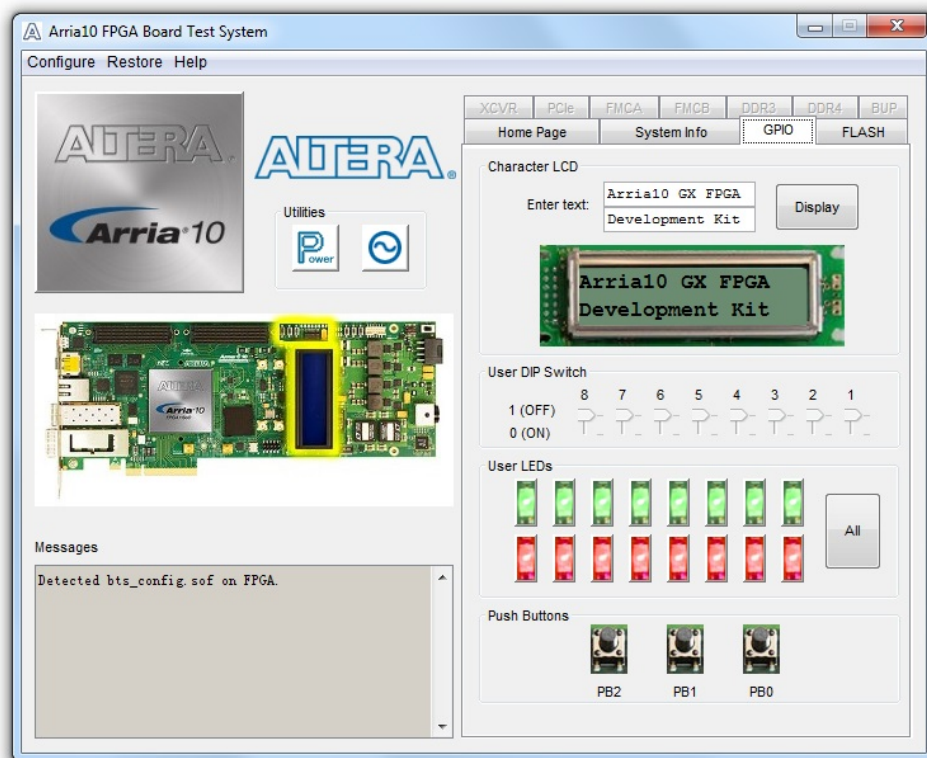 Arria10 FPGA Board Test System
Configure Restore Help
ALTERA
Arria 10
ALTERA
Utilities
Power
ALTERA
Arria 10
Messages
Detected bts_config.sof on FPGA.
XCVR PCIe FMCA FMCB DDR3 DDR4 BUP
Home Page System Info GPIO FLASH
Character LCD
Enter text:
Arria10 GX FPGA
Development Kit
Display
Arria10 GX FPGA
Development Kit
User DIP Switch
8 7 6 5 4 3 2 1
1 (OFF)
0 (ON)
User LEDs
All
Push Buttons
PB2 PB1 PB0